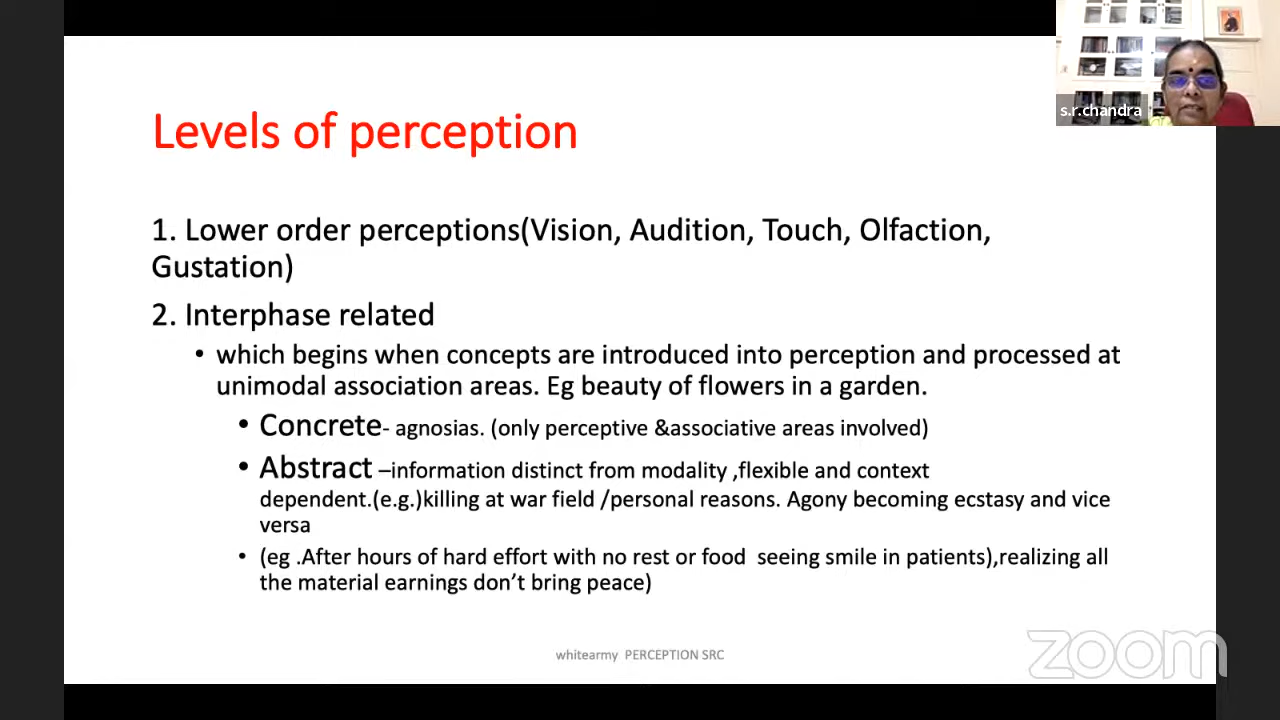 s.r.chandra
Levels of perception
1. Lower order perceptions(Vision, Audition, Touch, Olfaction,
Gustation)
2. Interphase related
• which begins when concepts are introduced into perception and processed at
unimodal association areas. Eg beauty of flowers in a garden.
• Concrete- agnosias. (only perceptive &associative areas involved)
• Abstract –information distinct from modality ,flexible and context
dependent.(e.g.)killing at war field /personal reasons. Agony becoming ecstasy and vice
versa
• (eg .After hours of hard effort with no rest or food  seeing smile in patients),realizing all
the material earnings don’t bring peace)
whitearmy  PERCEPTION SRC
zoom